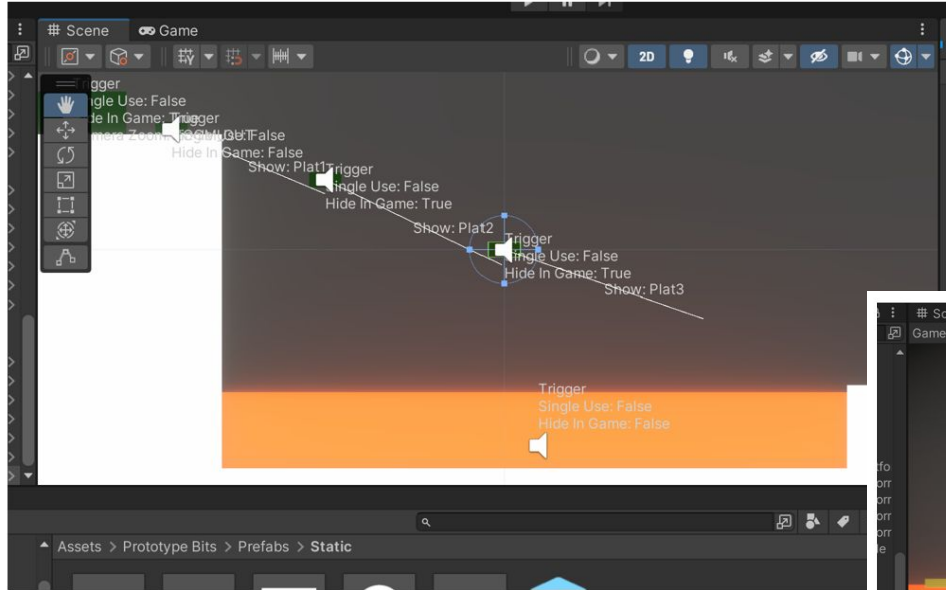 Scene
Game
2D
Trigger
Single Use: False
Hide In Game: True
Trigger
Hide In Game: False
Show: Plat1
Trigger
Single Use: False
Hide In Game: True
Show: Plat2
Trigger
Single Use: False
Hide In Game: True
Show: Plat3
Trigger
Single Use: False
Hide In Game: False
Assets > Prototype Bits > Prefabs > Static
Game